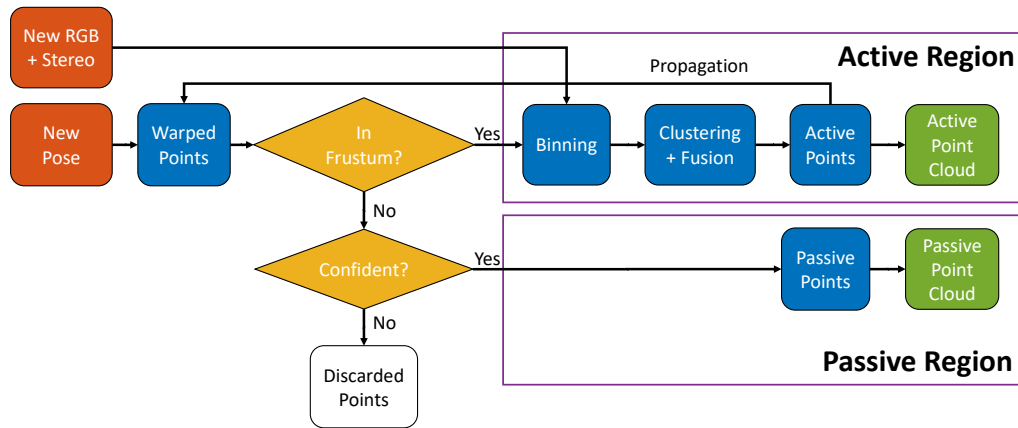 New RGB
+ Stereo
Active Region
Propagation
New
Pose
Warped
Points
In
Frustum?
Yes
Binning
Clustering
+ Fusion
Active
Points
Active
Point
Cloud
No
Confident?
Yes
Passive
Points
Passive
Point
Cloud
No
Discarded
Points
Passive Region